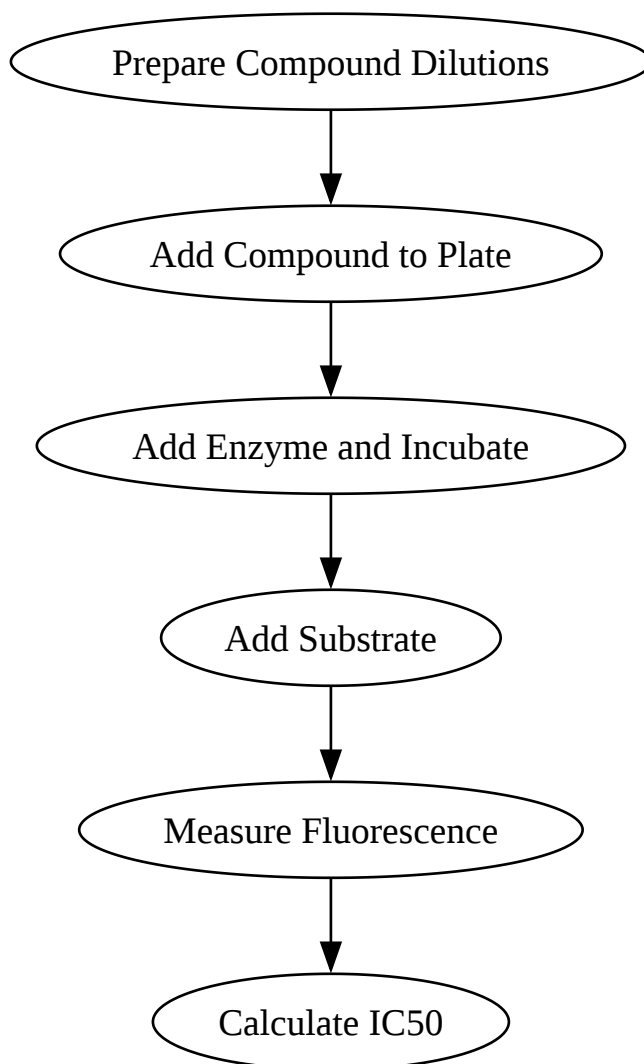 Prepare Compound Dilutions
Add Compound to Plate
Add Enzyme and Incubate
Add Substrate
Measure Fluorescence
Calculate IC50